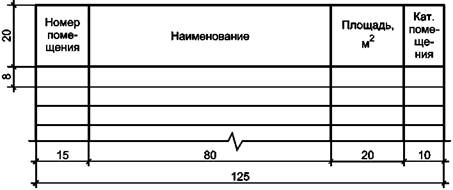 Номер
поме-
щения
Наименование
Площадь,
м²
Кат.
поме-
ще-
ния
20
8
15
80
20
10
125